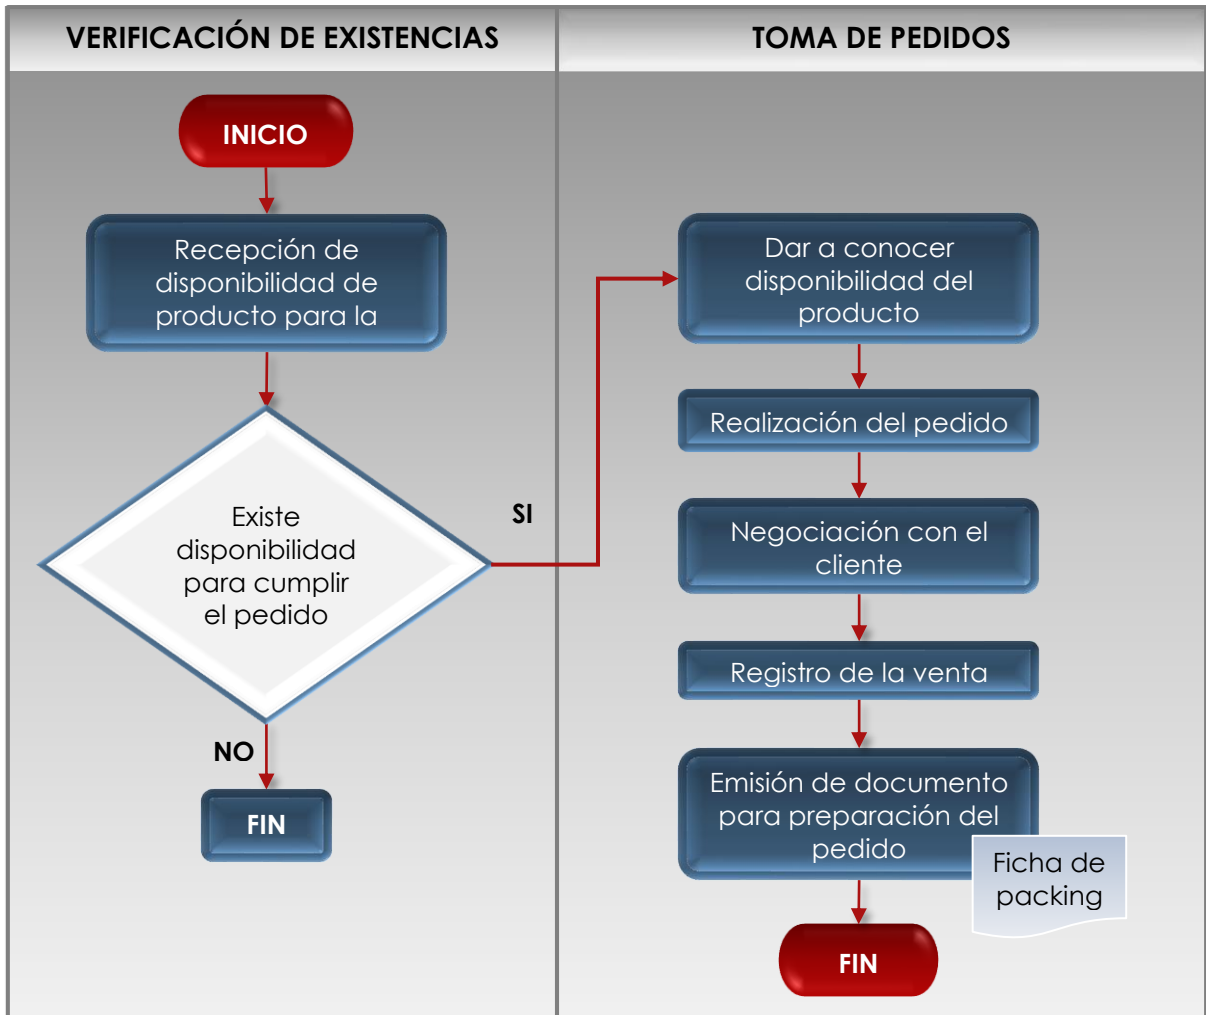 VERIFICACIÓN DE EXISTENCIAS
TOMA DE PEDIDOS
INICIO
Recepción de
disponibilidad de
producto para la
Existe
disponibilidad
para cumplir
el pedido
SI
NO
FIN
Dar a conocer
disponibilidad del
producto
Realización del pedido
Negociación con el
cliente
Registro de la venta
Emisión de documento
para preparación del
pedido
Ficha de
packing
FIN